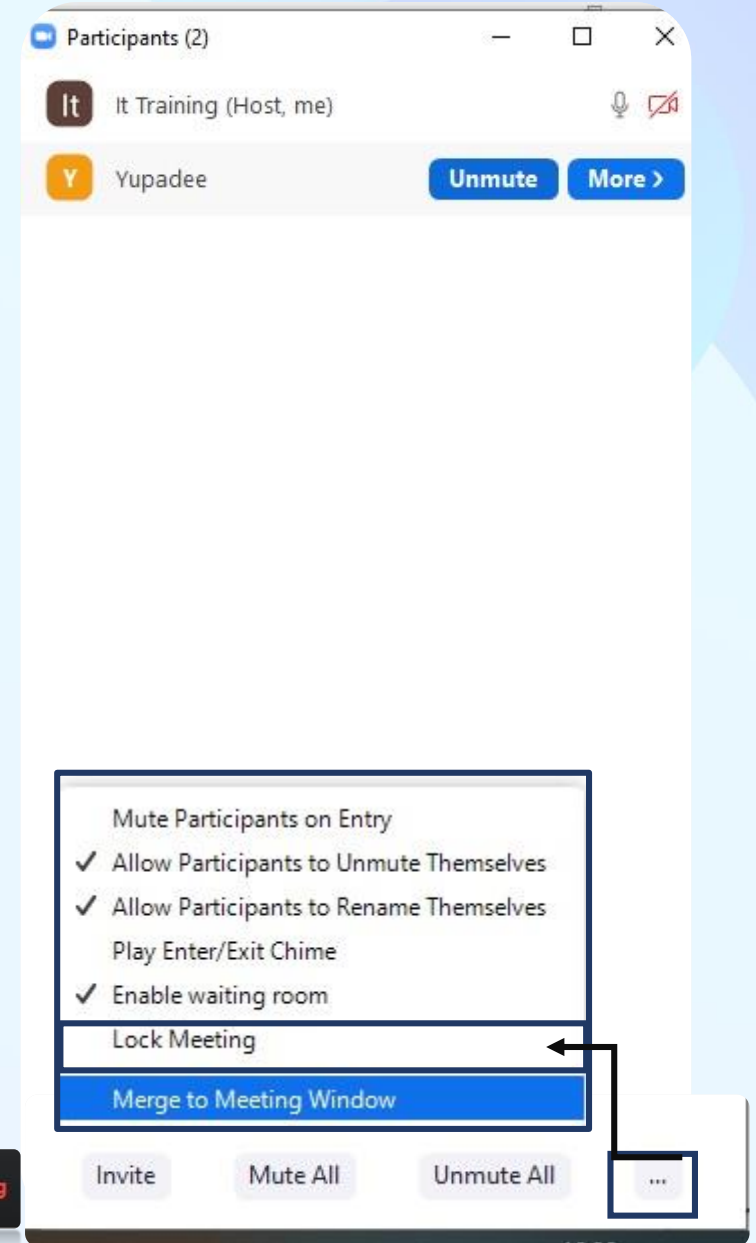 Participants (2)
It It Training (Host, me)
Y Yupadee Unmute More >
Mute Participants on Entry
✓ Allow Participants to Unmute Themselves
✓ Allow Participants to Rename Themselves
Play Enter/Exit Chime
✓ Enable waiting room
Lock Meeting
Merge to Meeting Window
Invite Mute All Unmute All ...